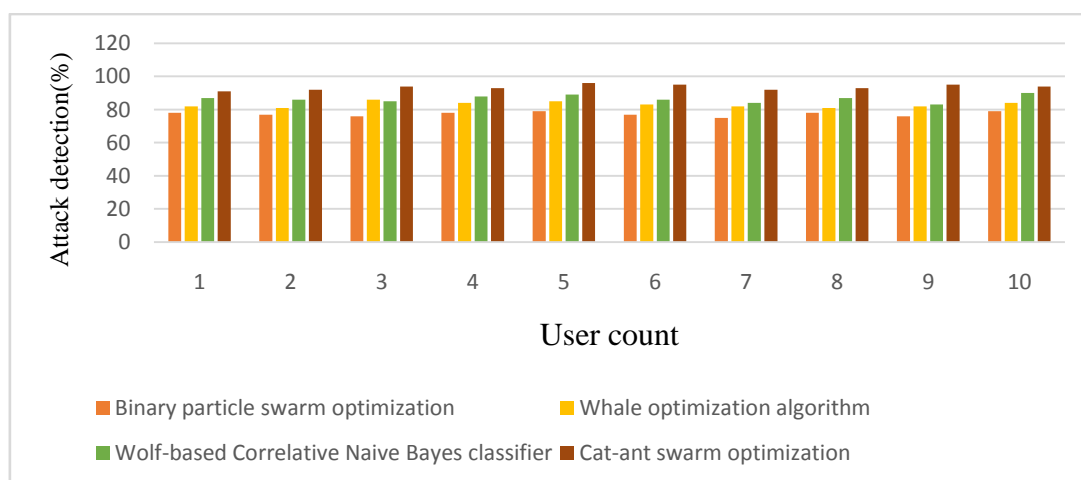 Attack detection(%)
120
100
80
60
40
20
0
1 2 3 4 5 6 7 8 9 10
User count
Binary particle swarm optimization Whale optimization algorithm
Wolf-based Correlative Naive Bayes classifier Cat-ant swarm optimization